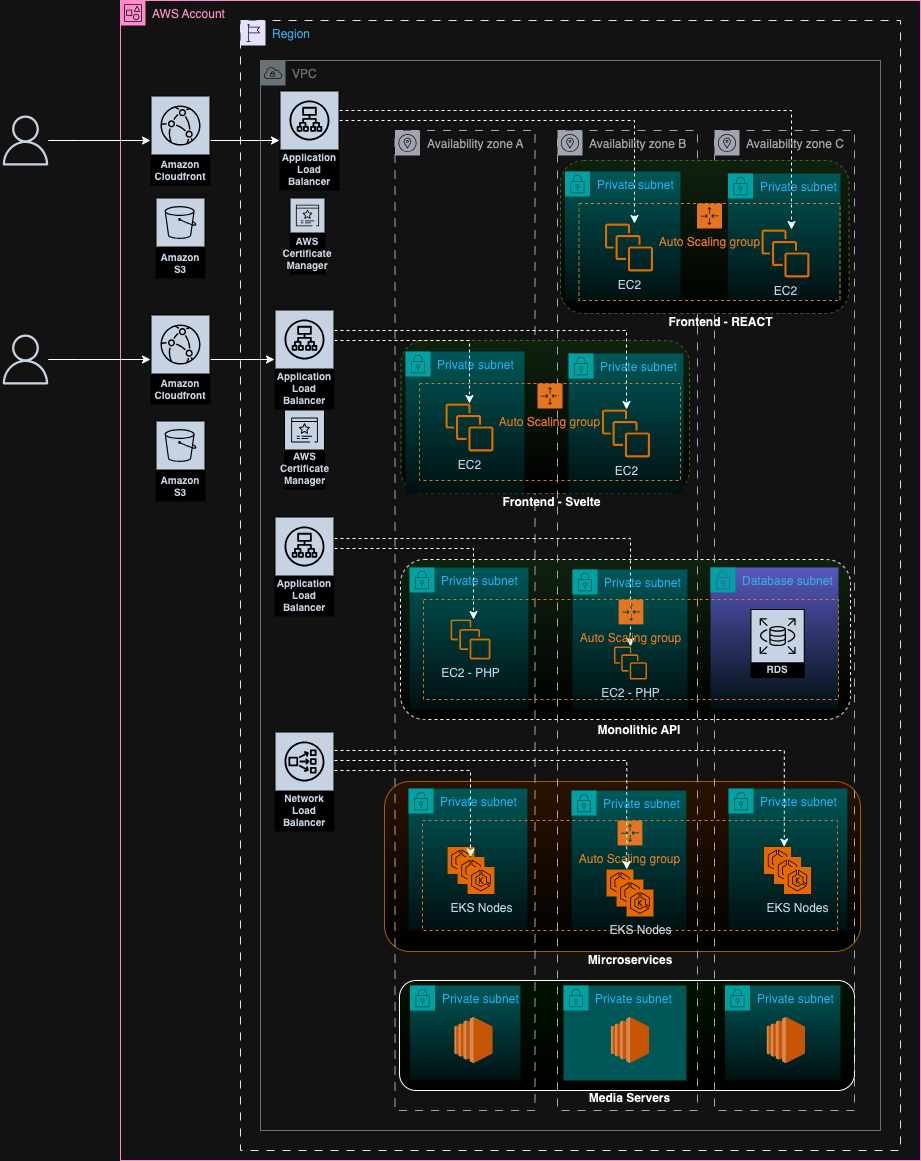 AWS Account
Region
VPC
Amazon
Cloudfront
Application
Load
Balancer
Availability zone A
Availability zone B
Availability zone C
Private subnet
Private subnet
Amazon
S3
AWS
Certificate
Manager
Auto Scaling group
EC2
EC2
Frontend - REACT
Amazon
Cloudfront
Application
Load
Balancer
Private subnet
Private subnet
Auto Scaling group
Amazon
S3
AWS
Certificate
Manager
EC2
EC2
Frontend - Svelte
Application
Load
Balancer
Private subnet
Private subnet
Database subnet
Auto Scaling group
EC2 - PHP
EC2 - PHP
RDS
Monolithic API
Network
Load
Balancer
Private subnet
Private subnet
Private subnet
Auto Scaling group
EKS Nodes
EKS Nodes
EKS Nodes
Mircroservices
Private subnet
Private subnet
Private subnet
Media Servers